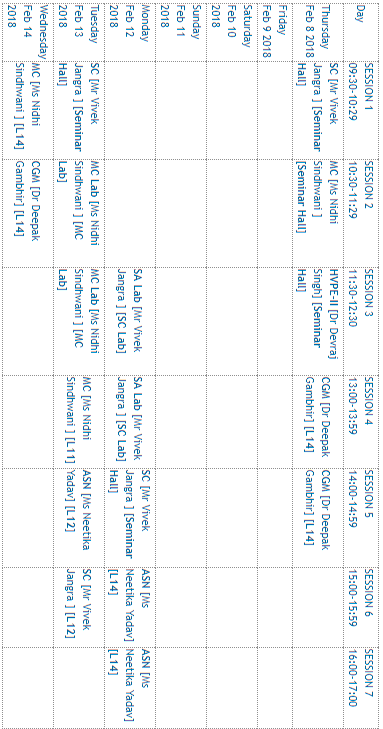 Day
SESSION 1
09:30-10:29
SESSION 2
10:30-11:29
SESSION 3
11:30-12:30
SESSION 4
13:00-13:59
SESSION 5
14:00-14:59
SESSION 6
15:00-15:59
SESSION 7
16:00-17:00
Thursday
Feb 8 2018
SC [Mr Vivek
Jangra ] [Seminar
Hall]
MC [Ms Nidhi
Sindhwani ]
[Seminar Hall]
HVPE-II [Dr Devraj
Singh] [Seminar
Hall]
CGM [Dr Deepak
Gambhir] [L14]
CGM [Dr Deepak
Gambhir] [L14]
Friday
Feb 9 2018
Saturday
Feb 10
2018
Sunday
Feb 11
Monday
Feb 12
2018
SA Lab [Mr Vivek
Jangra ] [SC Lab]
SA Lab [Mr Vivek
Jangra ] [SC Lab]
SC [Mr Vivek
Jangra ] [Seminar
Hall]
ASN [Ms
Neetika Yadav]
[L14]
ASN [Ms
Neetika Yadav]
[L14]
Tuesday
Feb 13
2018
SC [Mr Vivek
Jangra ] [Seminar
Hall]
MC Lab [Ms Nidhi
Sindhwani ] [MC
Lab]
MC Lab [Ms Nidhi
Sindhwani ] [MC
Lab]
MC [Ms Nidhi
Sindhwani ] [L11]
ASN [Ms Neetika
Yadav] [L12]
SC [Mr Vivek
Jangra ] [L12]
Wednesday
Feb 14
2018
MC [Ms Nidhi
Sindhwani ] [L14]
CGM [Dr Deepak
Gambhir] [L14]